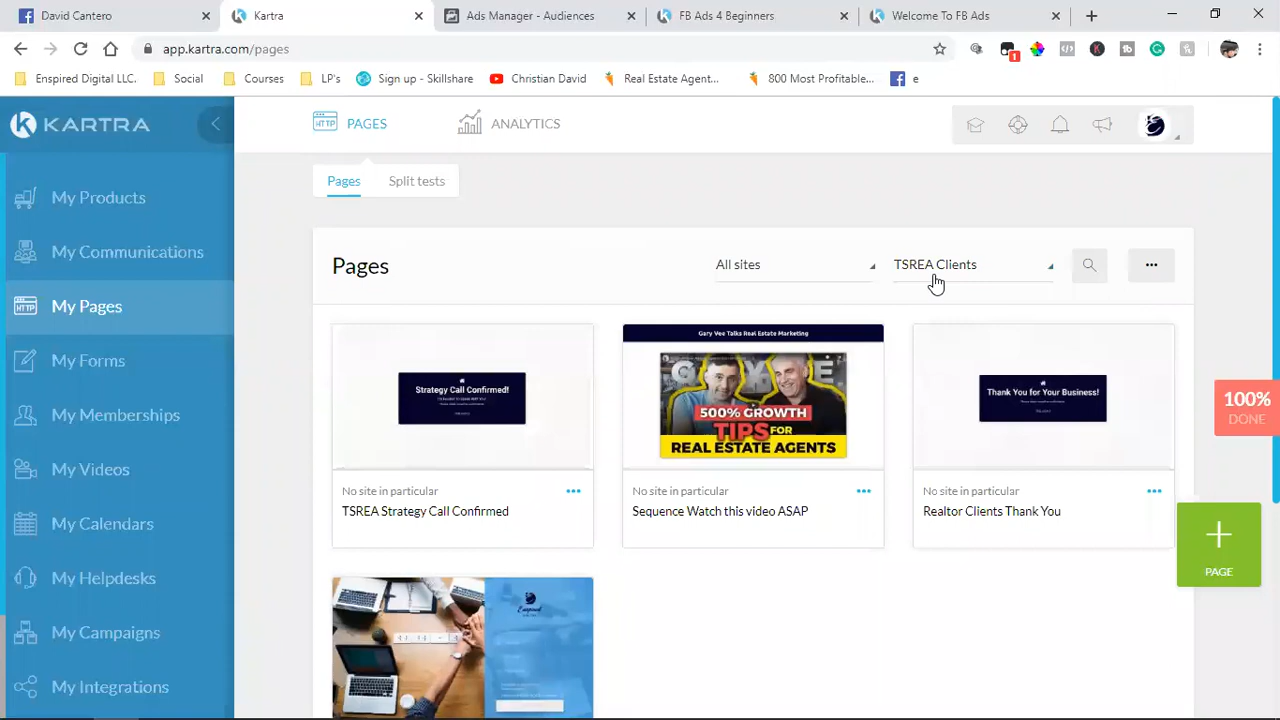 David Cantero
Kartra
Ads Manager - Audiences
FB Ads 4 Beginners
Welcome To FB Ads
app.kartra.com/pages
1
Enspired Digital LLC.
Social
Courses
LP's
Sign up - Skillshare
Christian David
Real Estate Agent...
800 Most Profitable...
e
KARTRA
PAGES
ANALYTICS
My Products
My Communications
My Pages
My Forms
My Memberships
My Videos
My Calendars
My Helpdesks
My Campaigns
My Integrations
Pages
Split tests
Pages
All sites
TSREA Clients
Strategy Call Confirmed!
Gary Vee Talks Real Estate Marketing
500% GROWTH
TIPS FOR
REAL ESTATE AGENTS
Thank You for Your Business!
No site in particular
TSREA Strategy Call Confirmed
No site in particular
Sequence Watch this video ASAP
No site in particular
Realtor Clients Thank You
100%
DONE
PAGE